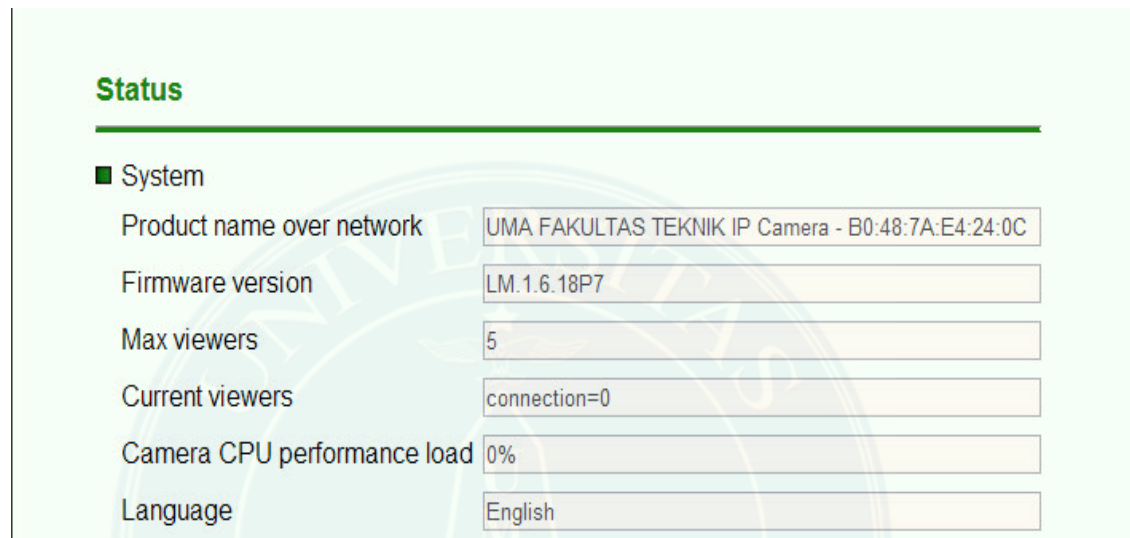 Status
System
Product name over network UMA FAKULTAS TEKNIK IP Camera - B0:48:7A:E4:24:0C
Firmware version LM.1.6.18P7
Max viewers 5
Current viewers connection=0
Camera CPU performance load 0%
Language English
UNIVERSITAS